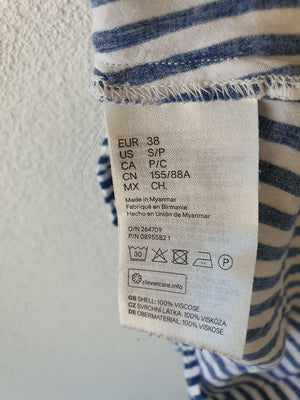 EUR 38
US S/P
CA P/C
CN 155/88A
MX CH.
Made in Myanmar
Fabriqué en Birmanie
Hecho en Unión de Myanmar
O/N 264709
P/N 0895582 1
30
P
clevercare.info
GB SHELL: 100% VISCOSE
CZ SVRCHNÍ LÁTKA: 100% VISKÓZA
DE OBERMATERIAL: 100% VISKOSE